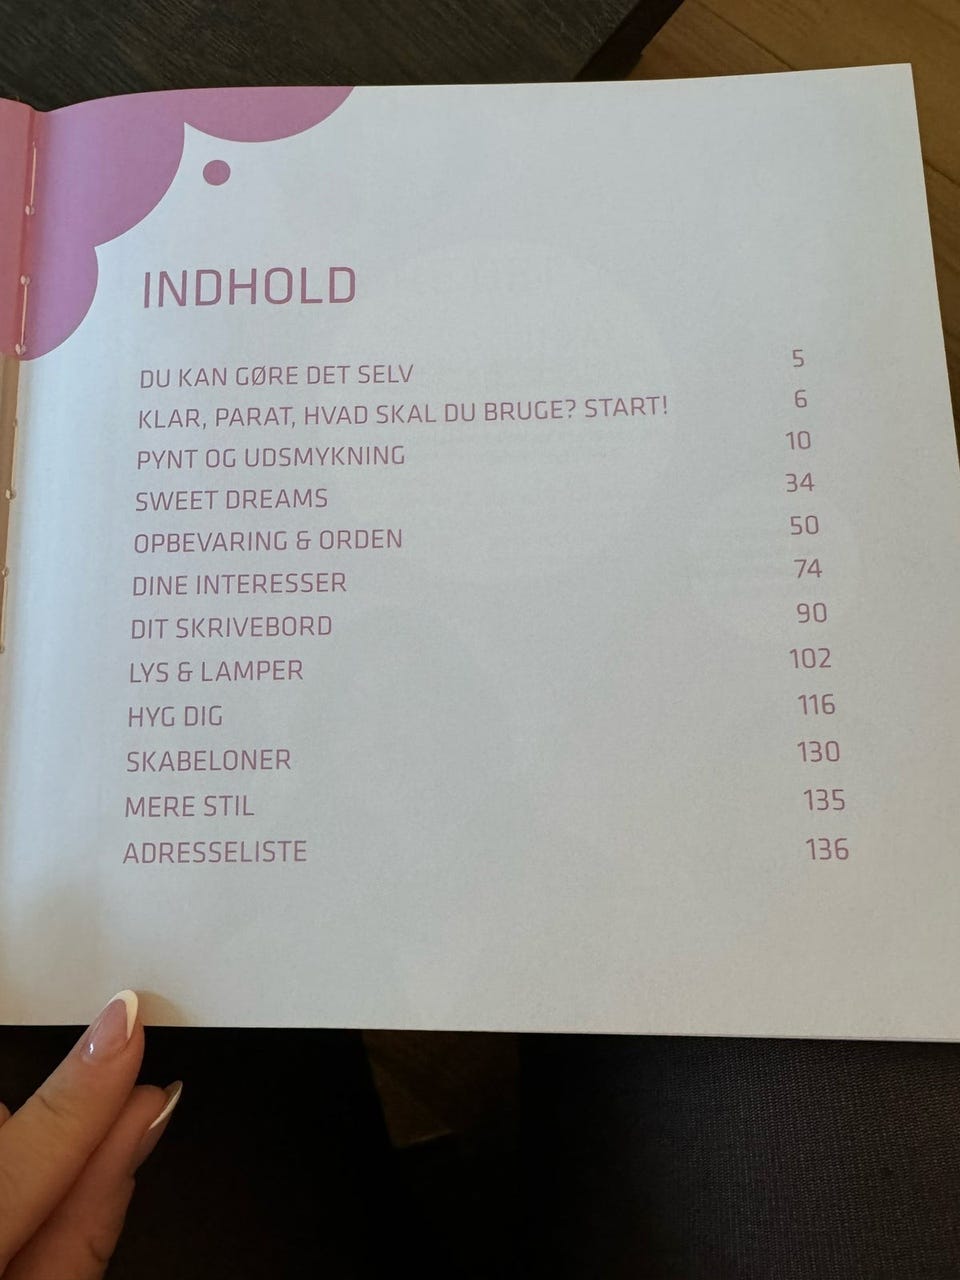 INDHOLD
DU KAN GØRE DET SELV 5
KLAR, PARAT, HVAD SKAL DU BRUGE? START! 6
PYNT OG UDSMYKNING 10
SWEET DREAMS 34
OPBEVARING & ORDEN 50
DINE INTERESSER 74
DIT SKRIVEBORD 90
LYS & LAMPER 102
HYG DIG 116
SKABELONER 130
MERE STIL 135
ADRESSELISTE 136